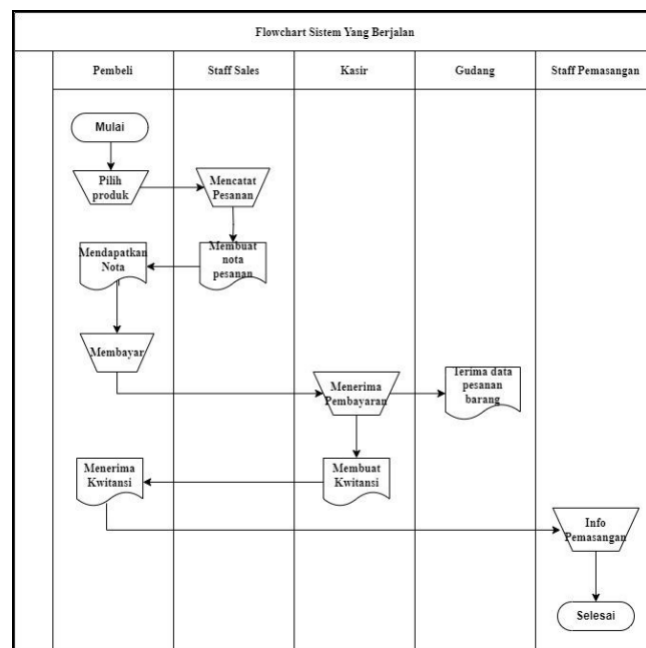 Flowchart Sistem Yang Berjalan
Pembeli
Staff Sales
Kasir
Gudang
Staff Pemasangan
Mulai
Pilih
produk
Mencatat
Pesanan
Mendapatkan
Nota
Membuat
nota
pesanan
Membayar
Menerima
Pembayaran
Terima data
pesanan
barang
Menerima
Kwitansi
Membuat
Kwitansi
Info
Pemasangan
Selesai